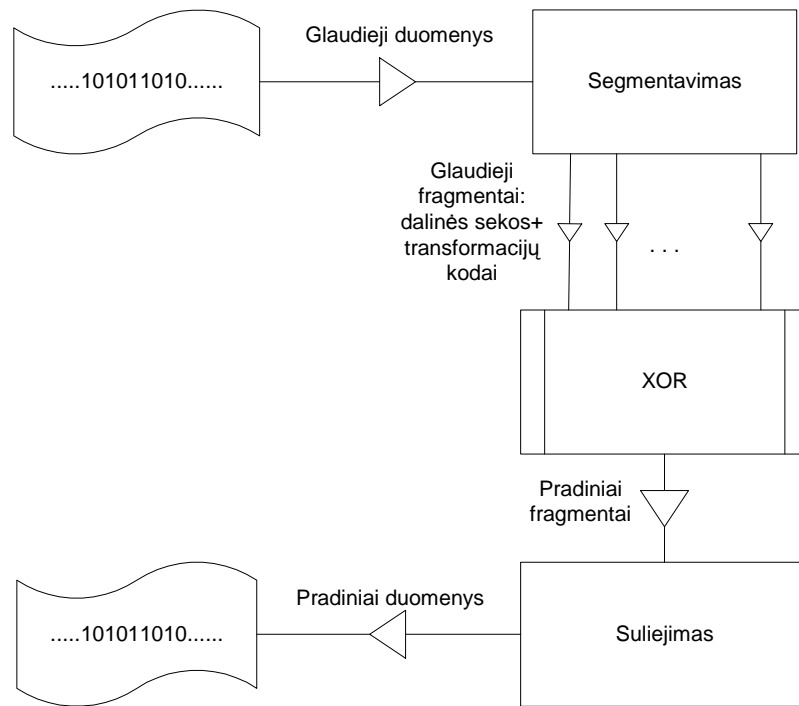 Glaudieji duomenys
.....101011010......
Segmentavimas
Glaudieji
fragmentai:
dalinės sekos+
transformacijų
kodai
. . .
XOR
Pradiniai
fragmentai
Pradiniai duomenys
.....101011010......
Suliejimas